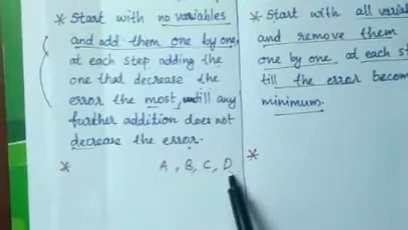 * Start with no variables
and add them one by one,
at each step adding the
one that decrease the
error the most, untill any
further addition does not
decrease the error.
* A, B, C, D
* Start with all
and remove them
one by one. at each
till the error
minimum.
*